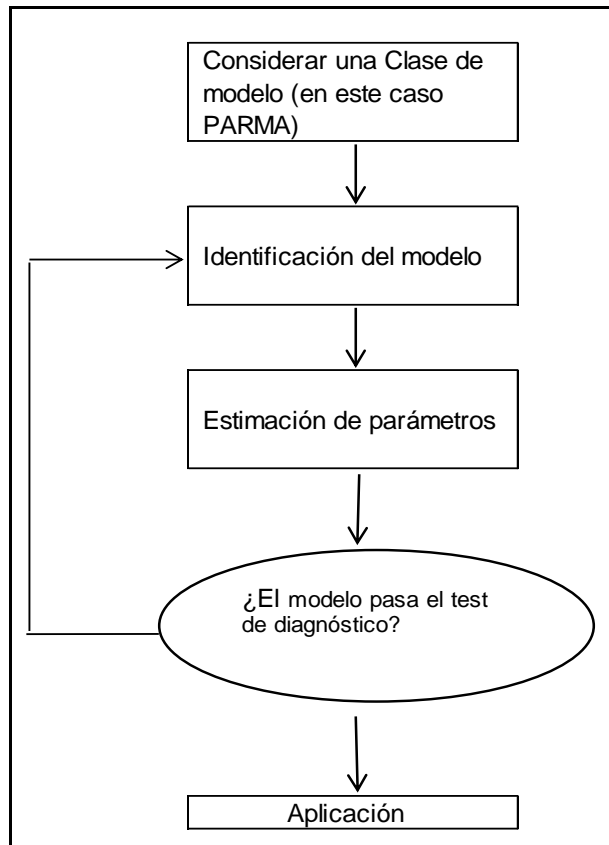 Considerar una Clase de
modelo (en este caso
PARMA)
Identificación del modelo
Estimación de parámetros
¿El modelo pasa el test
de diagnóstico?
Aplicación